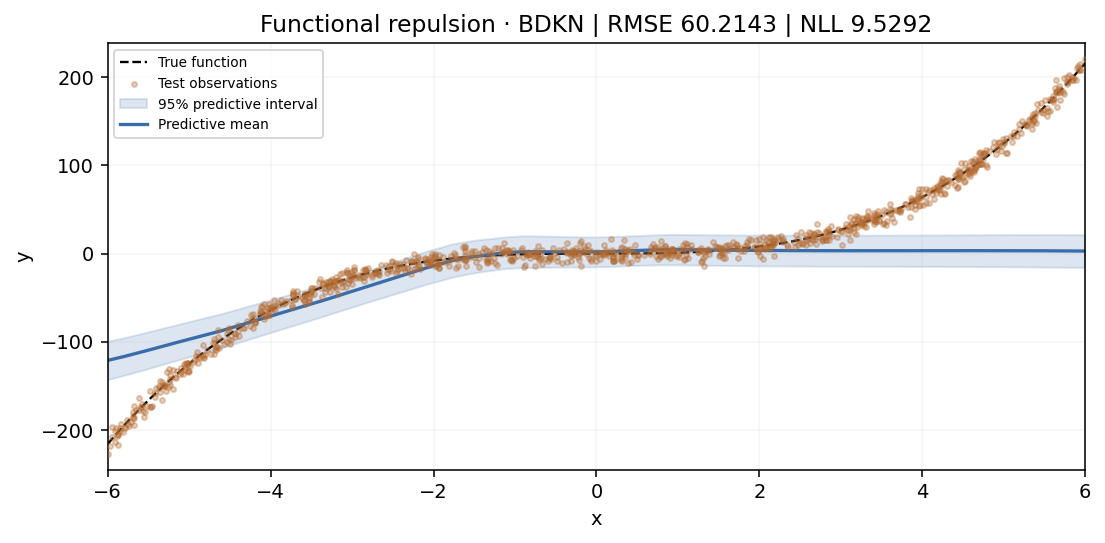 Functional repulsion · BDKN | RMSE 60.2143 | NLL 9.5292
True function
Test observations
95% predictive interval
Predictive mean
200
100
0
−100
−200
y
−6 −4 −2 0 2 4 6
x